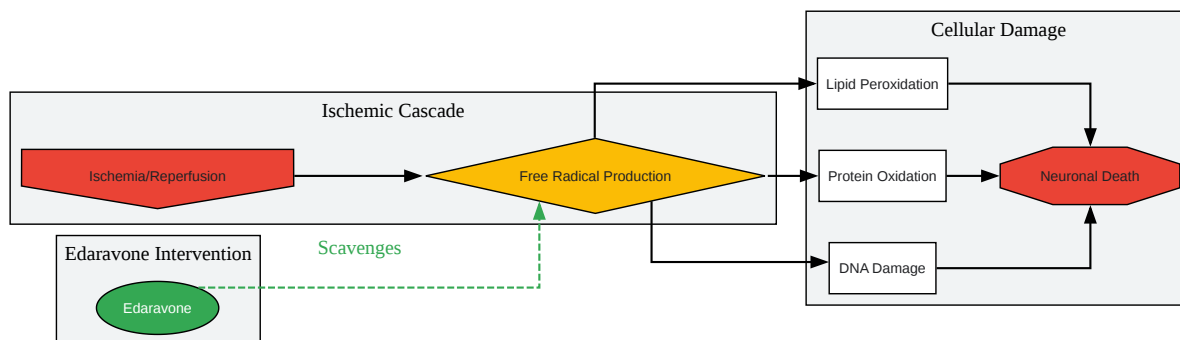 Cellular Damage
Lipid Peroxidation
Ischemic Cascade
Ischemia/Reperfusion
Free Radical Production
Protein Oxidation
Neuronal Death
Edaravone Intervention
Scavenges
DNA Damage
Edaravone